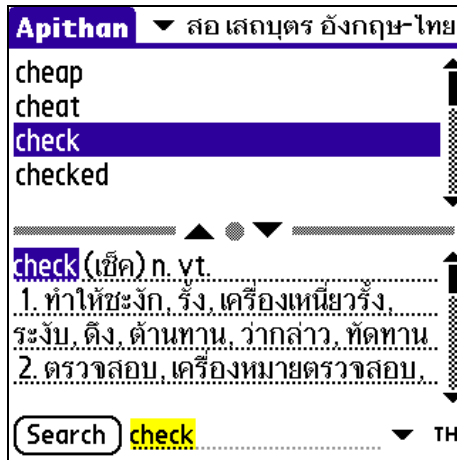 Apithan สอ เสถบุตร อังกฤษ-ไทย
cheap
cheat
check
checked
check (เช็ค) n. vt.
1. ทำให้ชะงัก, รั้ง, เครื่องเหนี่ยวรั้ง,
ระงับ, ดึง, ต้านทาน, ว่ากล่าว, ทัดทาน
2. ตรวจสอบ, เครื่องหมายตรวจสอบ,
Search check TH